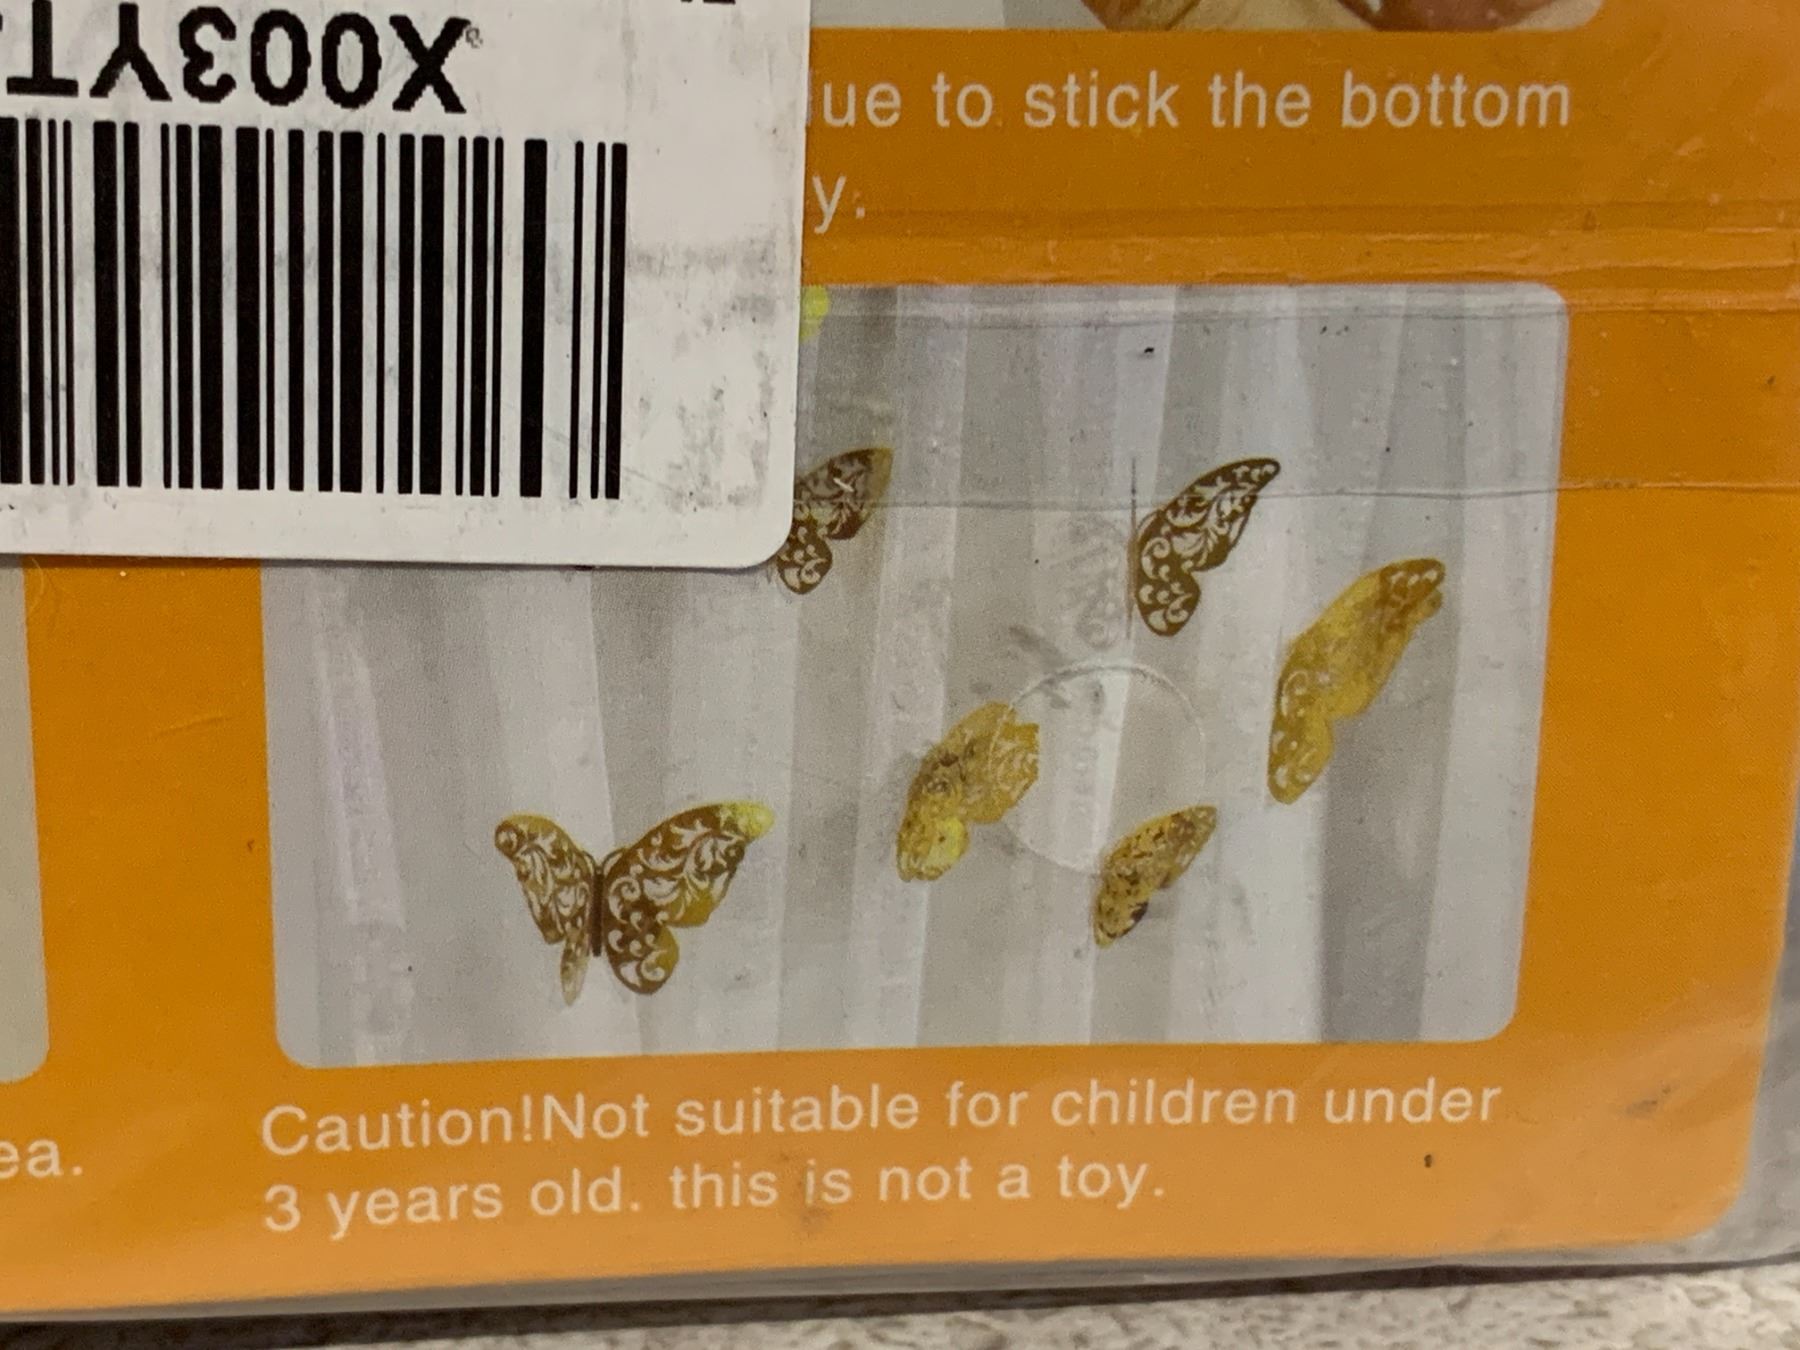 X003YT
to stick the bottom
y.
Caution!Not suitable for children under
3 years old. this is not a toy.
ea.